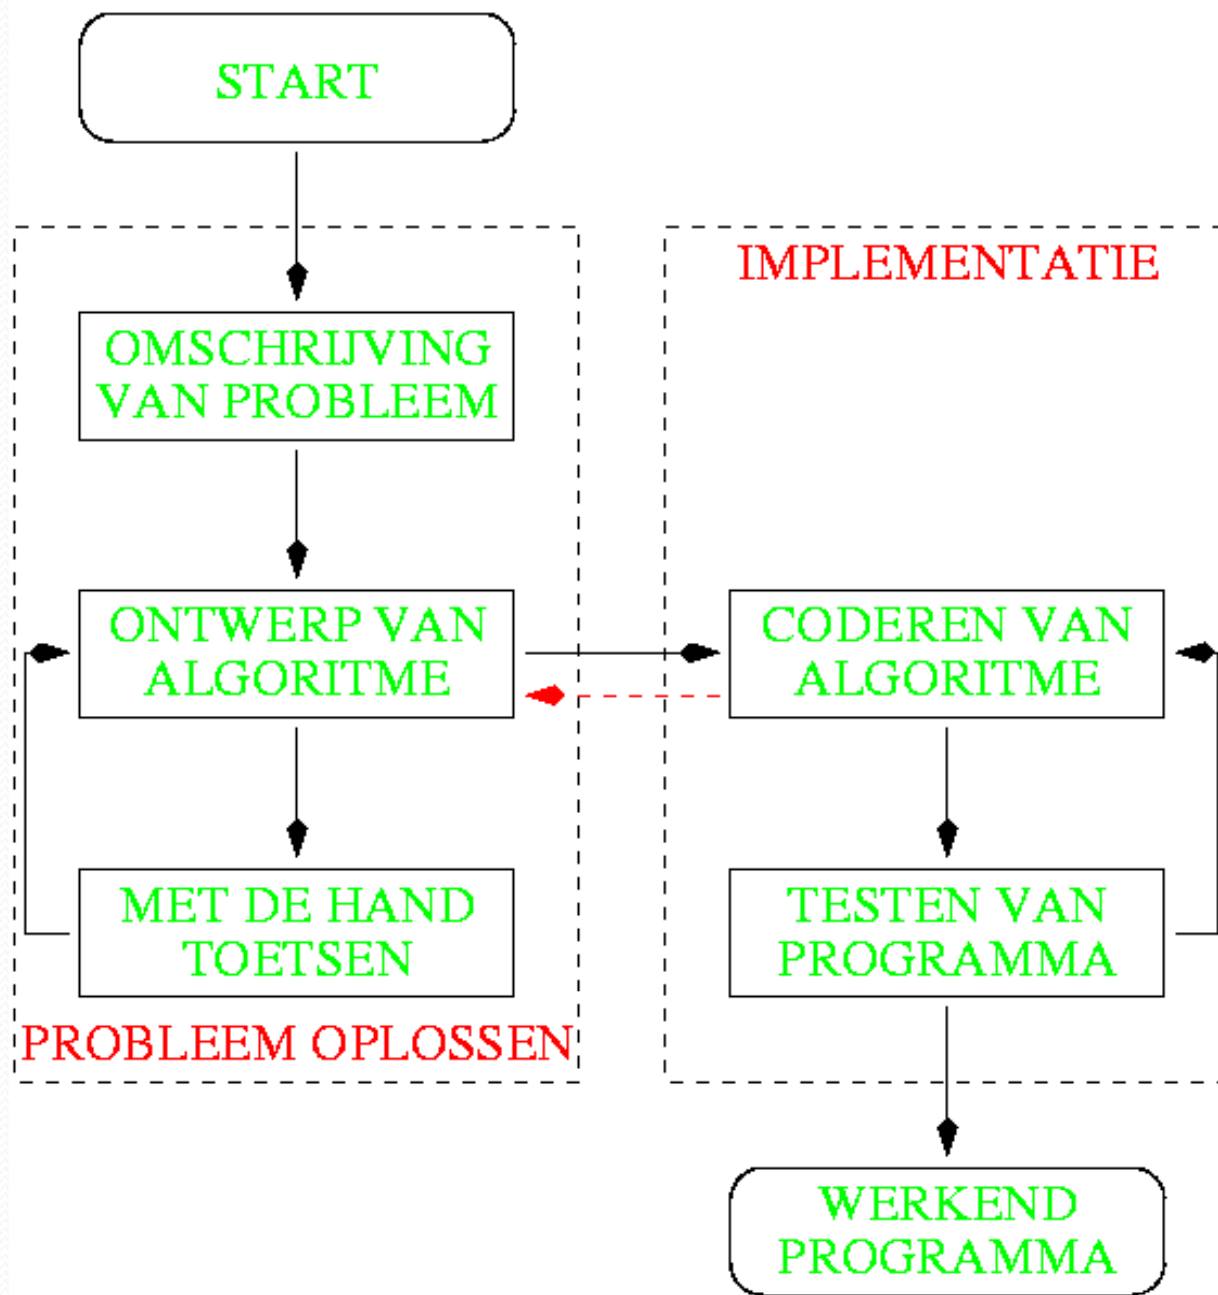 START
OMSCHRIJVING
VAN PROBLEEM
ONTWERP VAN
ALGORITME
MET DE HAND
TOETSEN
PROBLEEM OPLOSSEN
IMPLEMENTATIE
CODEREN VAN
ALGORITME
TESTEN VAN
PROGRAMMA
WERKEND
PROGRAMMA